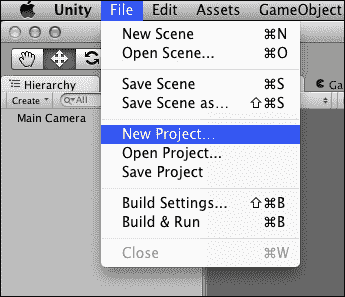 Unity File Edit Assets GameObject
New Scene ⌘N
Open Scene... ⌘O
Save Scene ⌘S
Save Scene as... ⇧⌘S
New Project...
Open Project...
Save Project
Build Settings... ⇧⌘B
Build & Run ⌘B
Close ⌘W
Hierarchy
Create All
Main Camera
Ga